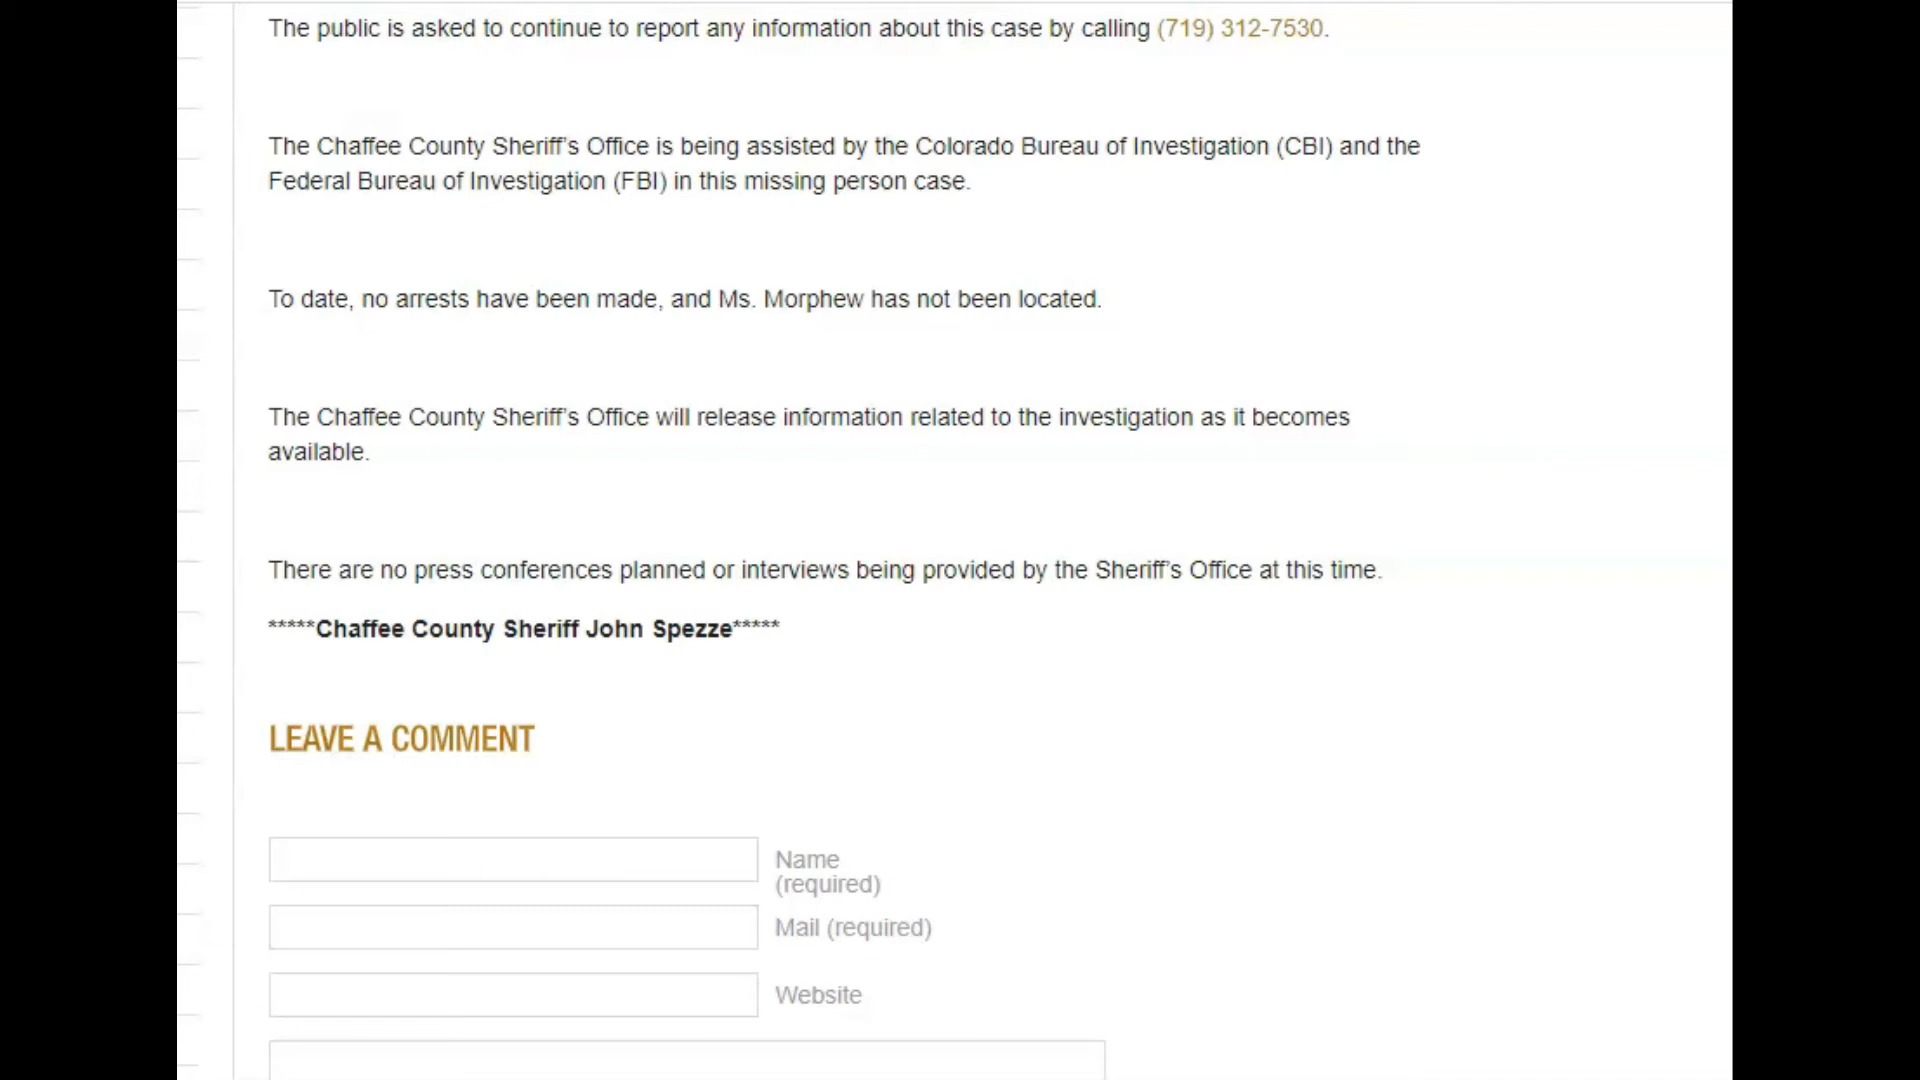 The public is asked to continue to report any information about this case by calling (719) 312-7530.
The Chaffee County Sheriff's Office is being assisted by the Colorado Bureau of Investigation (CBI) and the
Federal Bureau of Investigation (FBI) in this missing person case.
To date, no arrests have been made, and Ms. Morphew has not been located.
The Chaffee County Sheriff's Office will release information related to the investigation as it becomes
available.
There are no press conferences planned or interviews being provided by the Sheriff's Office at this time.
*****Chaffee County Sheriff John Spezze*****
LEAVE A COMMENT
Name
(required)
Mail (required)
Website